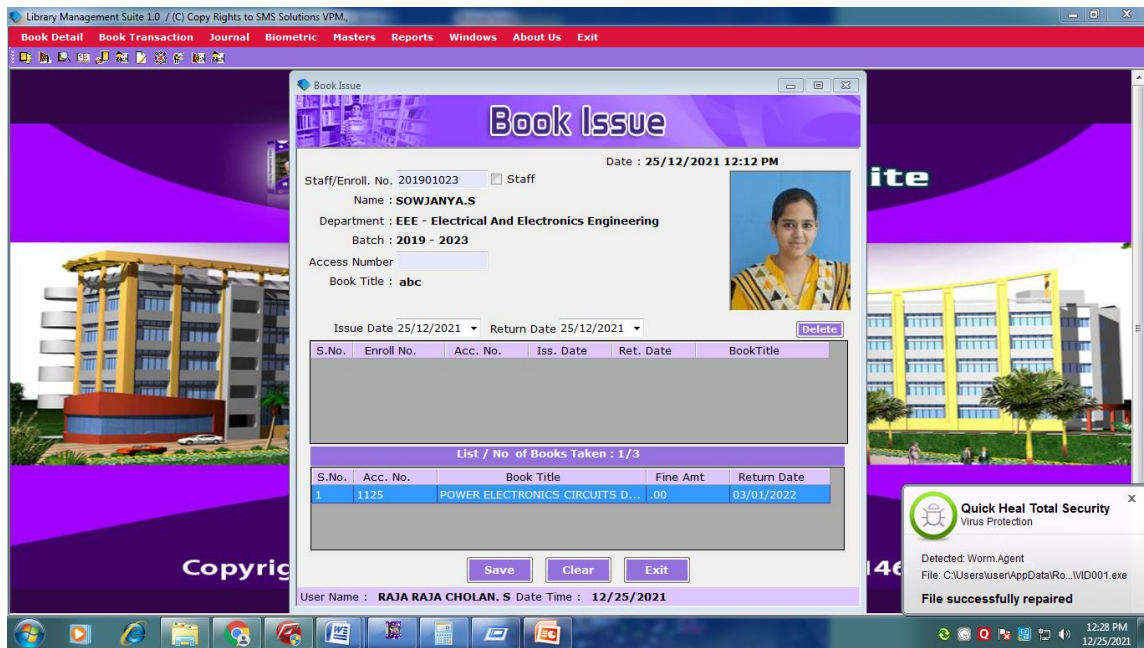 Library Management Suite 1.0 / (C) Copy Rights to SMS Solutions VPM.,
Book Detail Book Transaction Journal Biometric Masters Reports Windows About Us Exit
Book Issue
Book Issue
Date : 25/12/2021 12:12 PM
ite
Staff/Enroll. No. 201901023 Staff
Name : SOWJANYA.S
Department : EEE - Electrical And Electronics Engineering
Batch : 2019 - 2023
Access Number
Book Title : abc
Issue Date 25/12/2021 Return Date 25/12/2021 Delete
S.No. Enroll No. Acc. No. Iss. Date Ret. Date BookTitle
List / No of Books Taken : 1/3
S.No. Acc. No. Book Title Fine Amt Return Date
1 1125 POWER ELECTRONICS CIRCUITS D... .00 03/01/2022
Quick Heal Total Security
Virus Protection
Detected: Worm.Agent
File: C:\Users\user\AppData\Ro...\VID001.exe
File successfully repaired
Copyrig
146
Save Clear Exit
User Name : RAJA RAJA CHOLAN. S Date Time : 12/25/2021
12:28 PM
12/25/2021